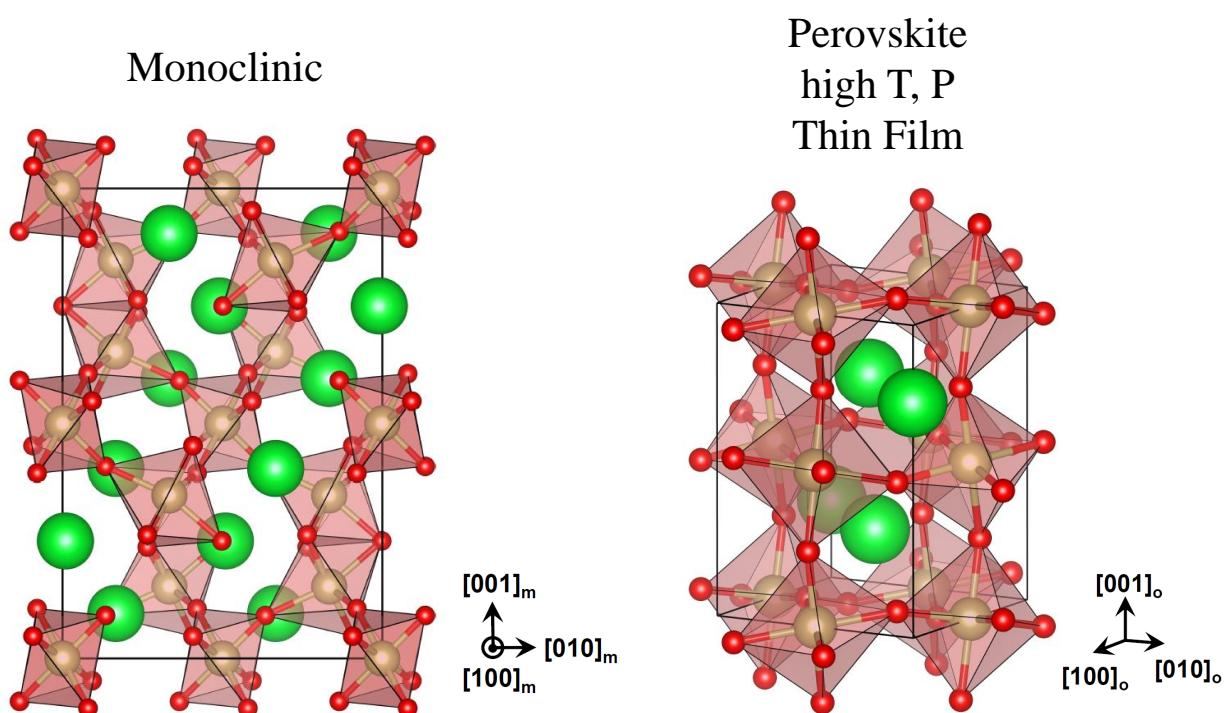 Monoclinic
Perovskite
high T, P
Thin Film
[001]m
[010]m
[100]m
[001]o
[100]o
[010]o